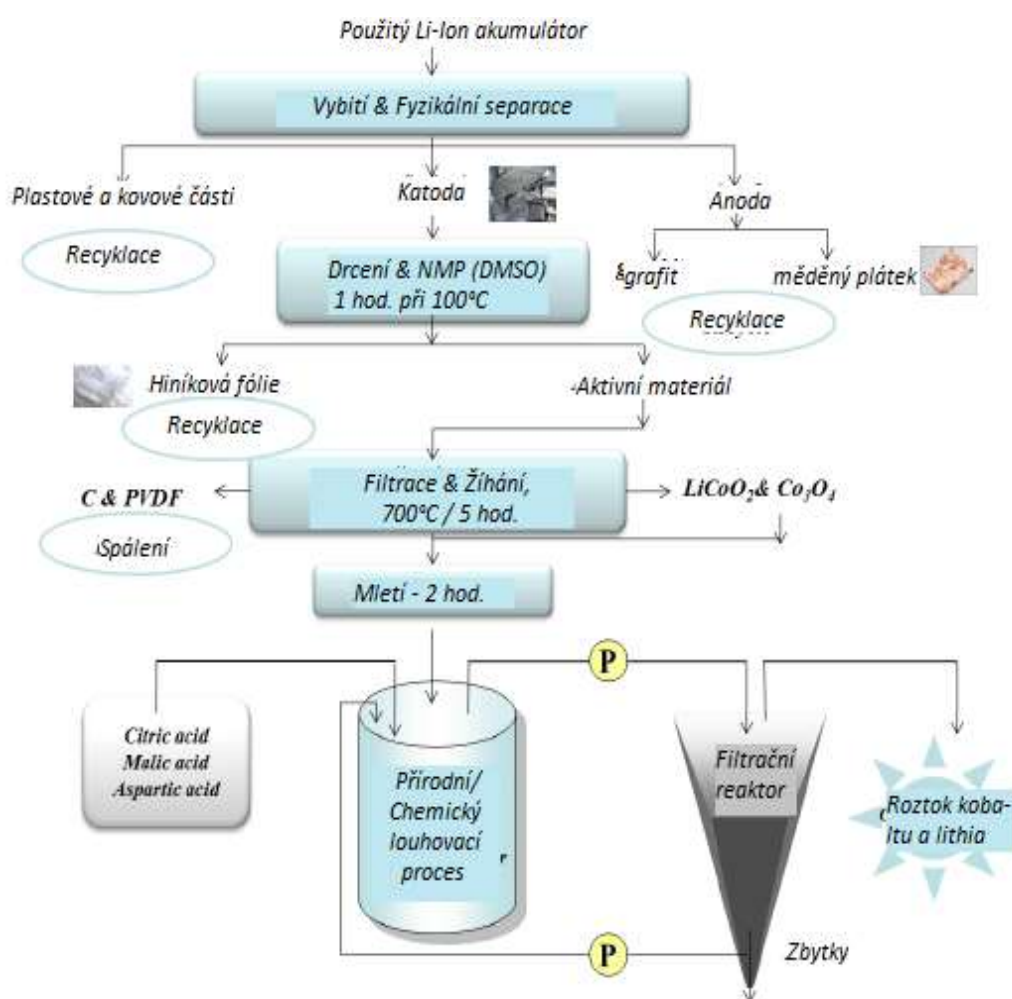 Použitý Li-Ion akumulátor
Vybití & Fyzikální separace
Plastové a kovové části
Katoda
Anoda
Recyklace
Drcení & NMP (DMSO)
1 hod. při 100°C
grafit
měděný plátek
Recyklace
Hiníková fólie
-Aktivní materiál
Recyklace
Filtrace & Žíhání,
700°C / 5 hod.
C & PVDF
LiCoO₂& Co₃O₄
Spálení
Mletí - 2 hod.
P
Citric acid
Malic acid
Aspartic acid
Přírodní/
Chemický
louhovací
proces
r
Filtrační
reaktor
Roztok koba-
ltu a lithia
P
Zbytky